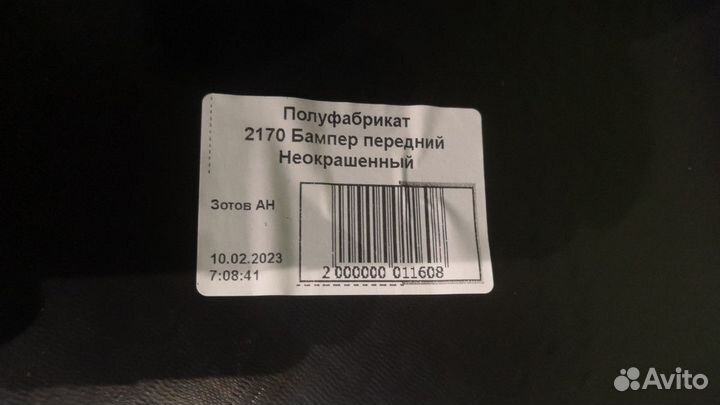 Полуфабрикат
2170 Бампер передний
Неокрашенный
Зотов АН
10.02.2023
7:08:41
2 000000 011608
Avito